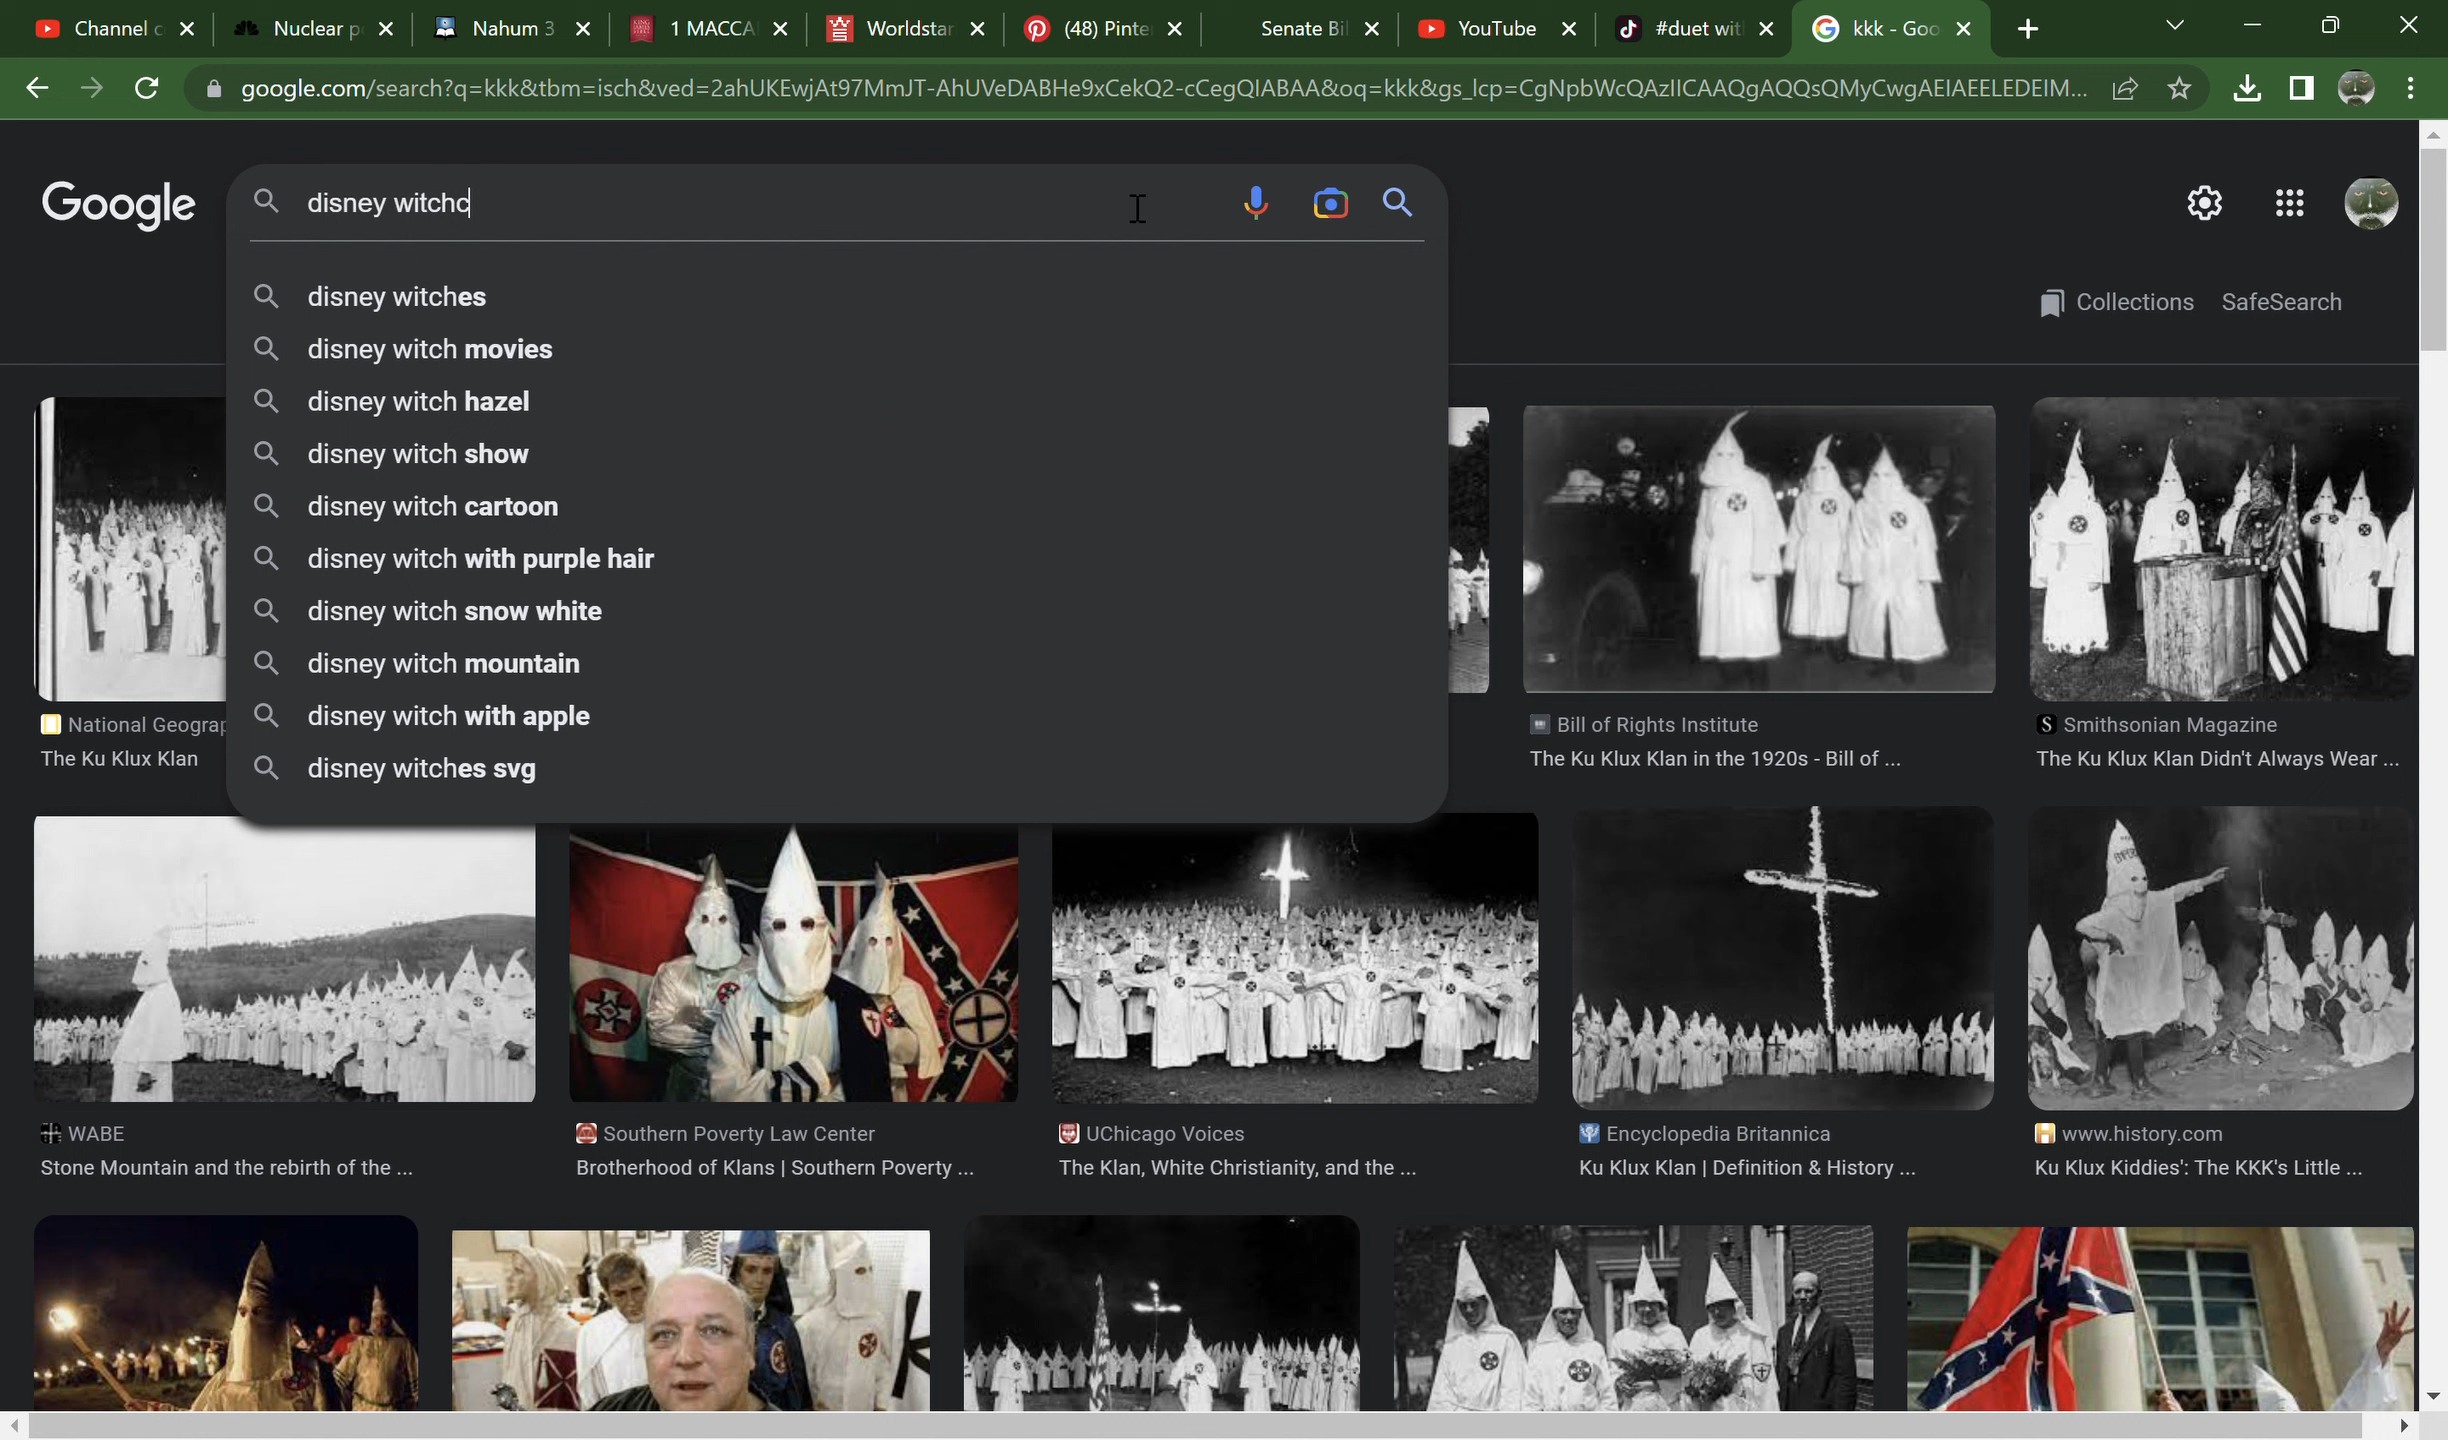 Channel c
Nuclear p
Nahum 3
1 MACCA
Worldstar
(48) Pinte
Senate Bil
YouTube
#duet wit
kkk - Goo
google.com/search?q=kkk&tbm=isch&ved=2ahUKEwjAt97MmJT-AhUVeDABHe9xCekQ2-cCegQIABAA&oq=kkk&gs_lcp=CgNpbWcQAzIICAAQgAQQsQMyCwgAEIAEELEDEIM...
Google
disney witchc
disney witches
disney witch movies
disney witch hazel
disney witch show
disney witch cartoon
disney witch with purple hair
disney witch snow white
disney witch mountain
disney witch with apple
disney witches svg
Collections SafeSearch
National Geograp
The Ku Klux Klan
Bill of Rights Institute
The Ku Klux Klan in the 1920s - Bill of ...
Smithsonian Magazine
The Ku Klux Klan Didn't Always Wear ...
WABE
Stone Mountain and the rebirth of the ...
Southern Poverty Law Center
Brotherhood of Klans | Southern Poverty ...
UChicago Voices
The Klan, White Christianity, and the ...
Encyclopedia Britannica
Ku Klux Klan | Definition & History ...
www.history.com
Ku Klux Kiddies': The KKK's Little ...